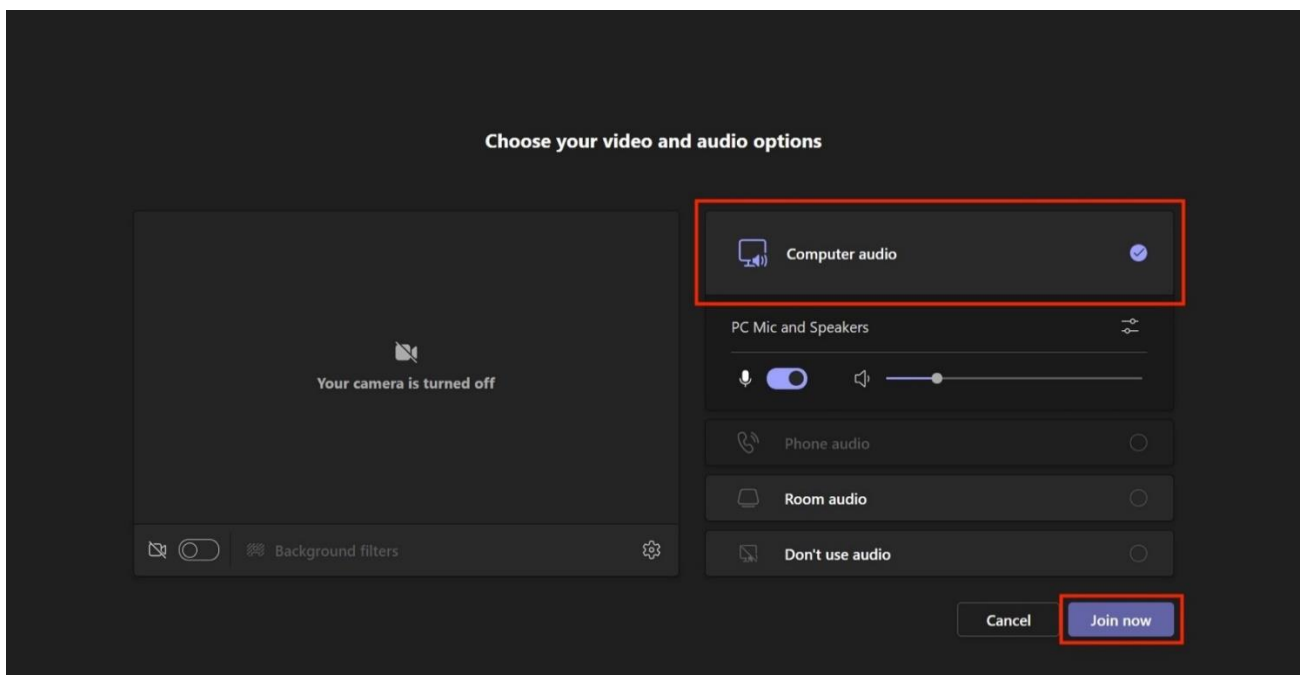 Choose your video and audio options
Your camera is turned off
Background filters
Computer audio
PC Mic and Speakers
Phone audio
Room audio
Don't use audio
Cancel
Join now